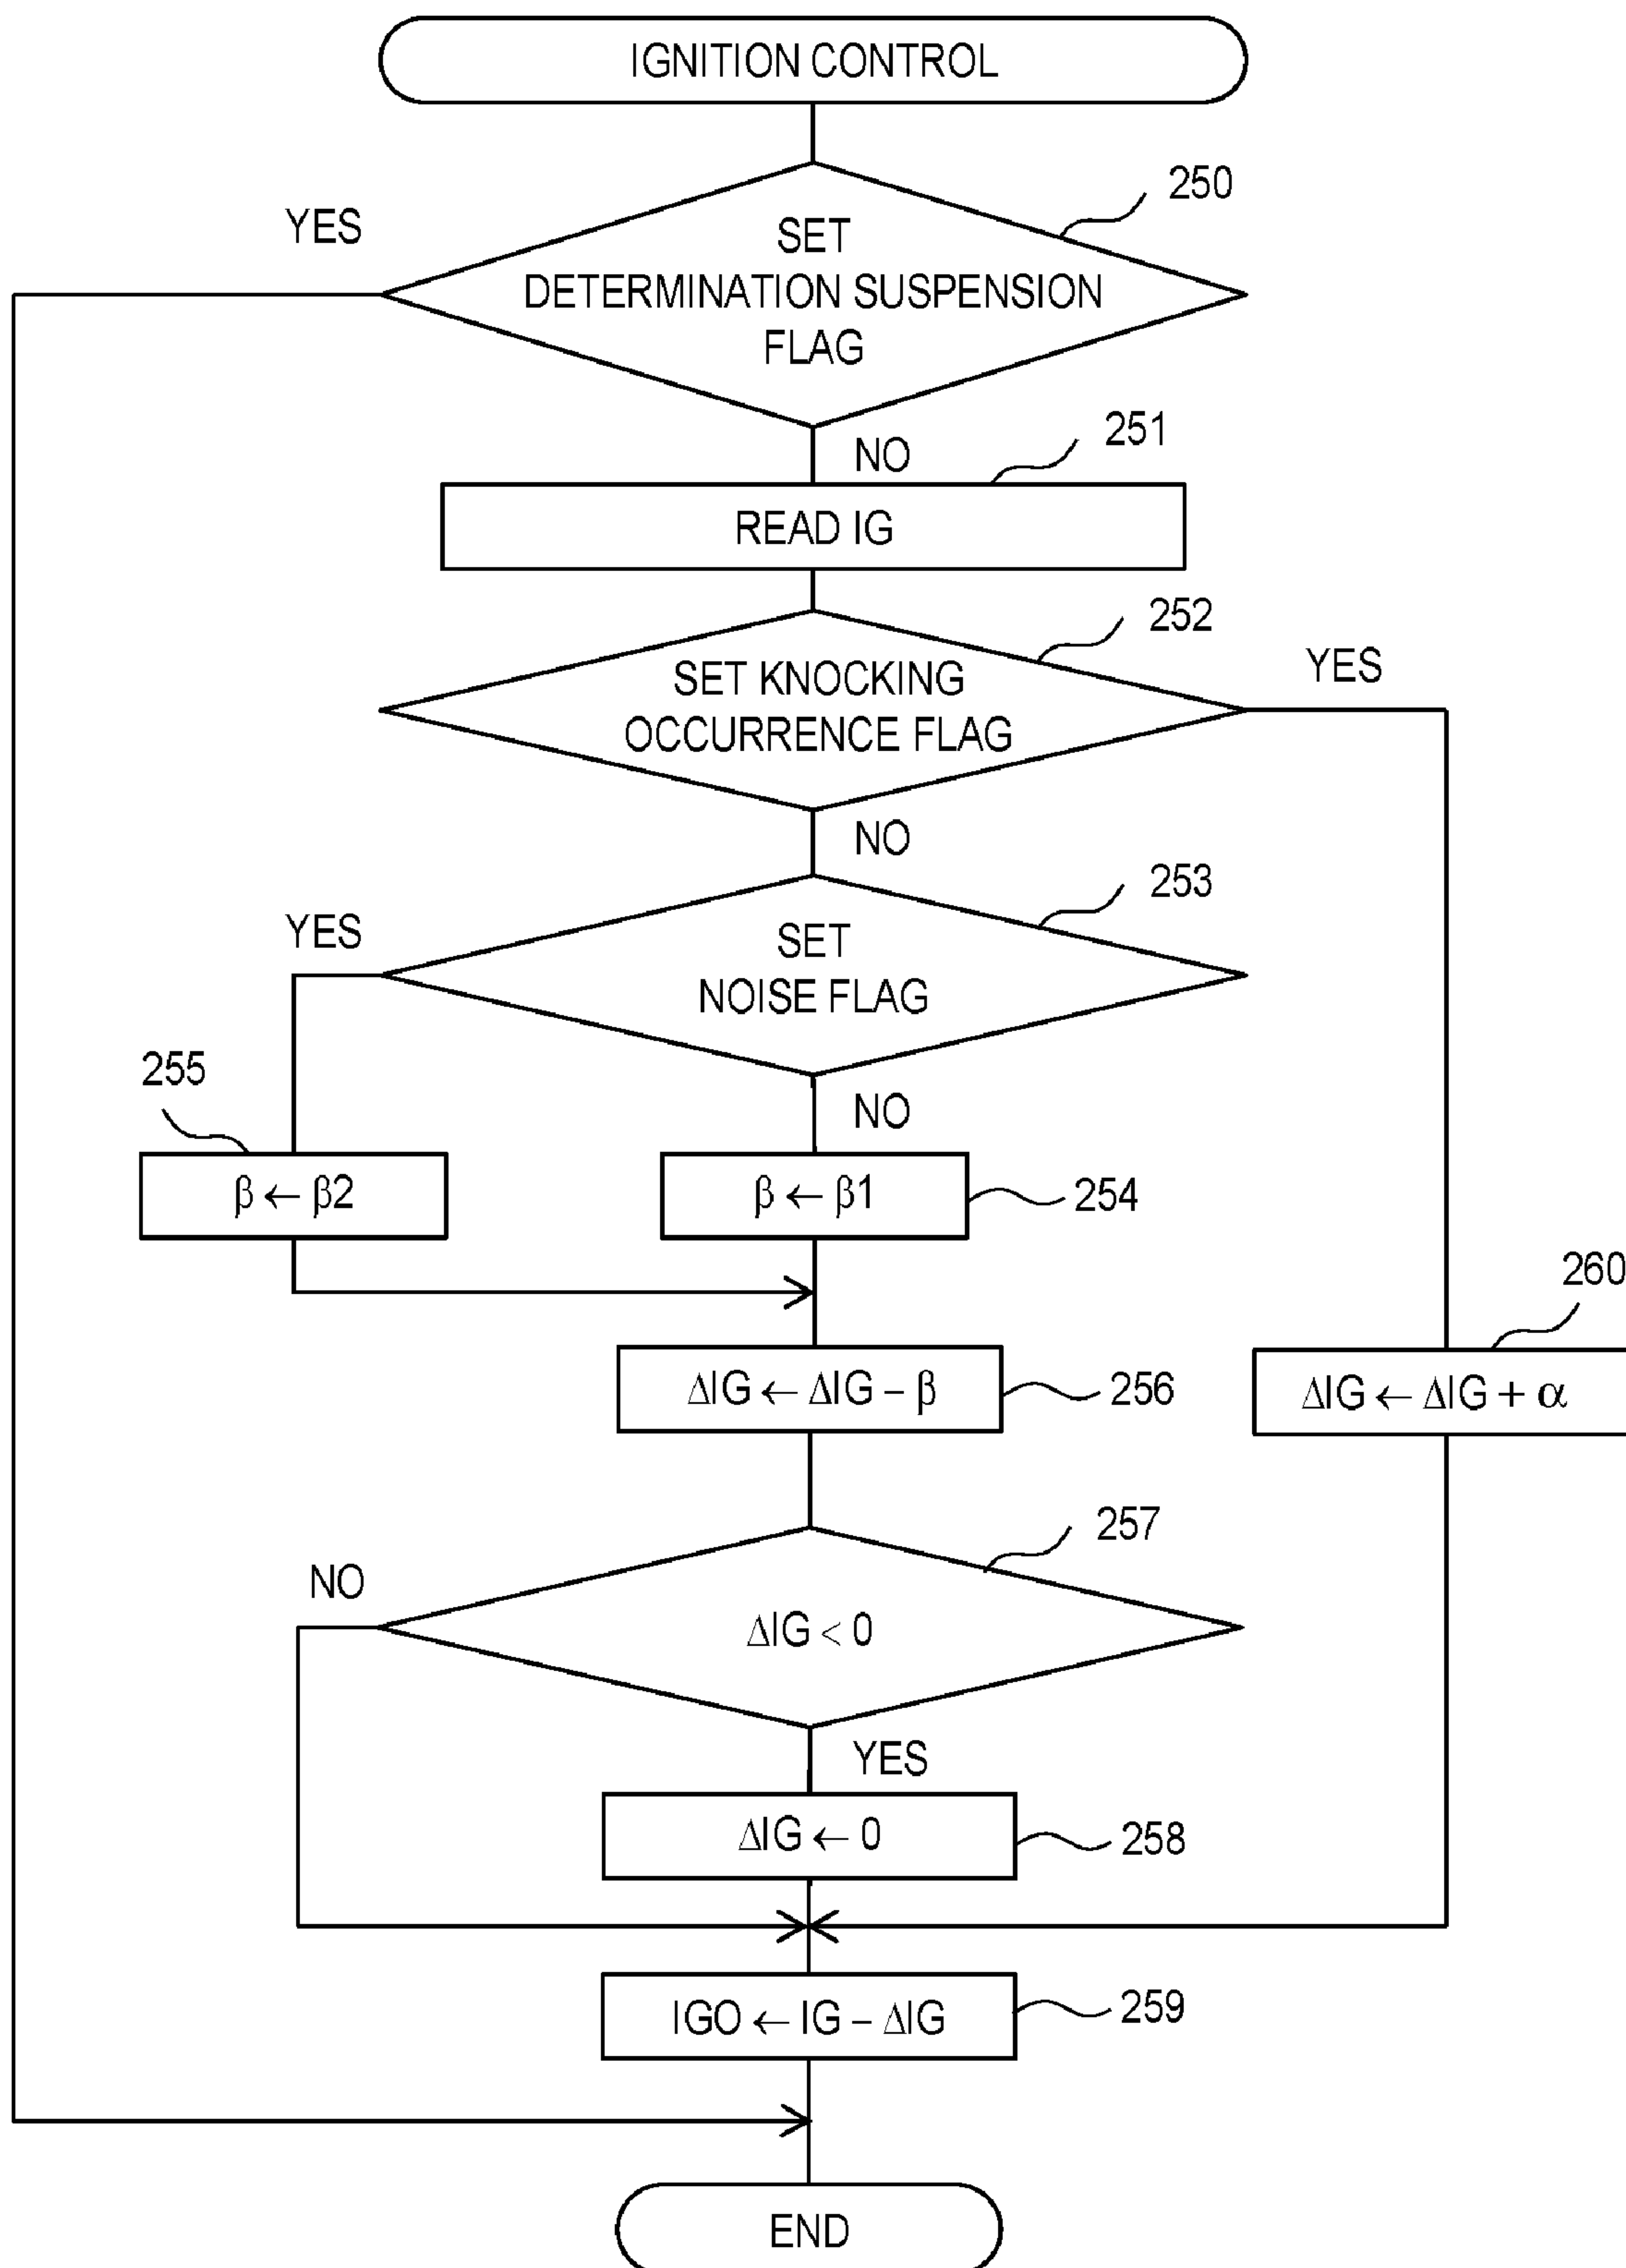 IGNITION CONTROL
250
YES
SET
DETERMINATION SUSPENSION
FLAG
251
NO
READ IG
252
YES
SET KNOCKING
OCCURRENCE FLAG
NO
253
YES
SET
NOISE FLAG
255
NO
β ← β2
β ← β1
254
260
ΔIG ← ΔIG – β
256
ΔIG ← ΔIG + α
257
NO
ΔIG < 0
YES
ΔIG ← 0
258
IGO ← IG – ΔIG
259
END